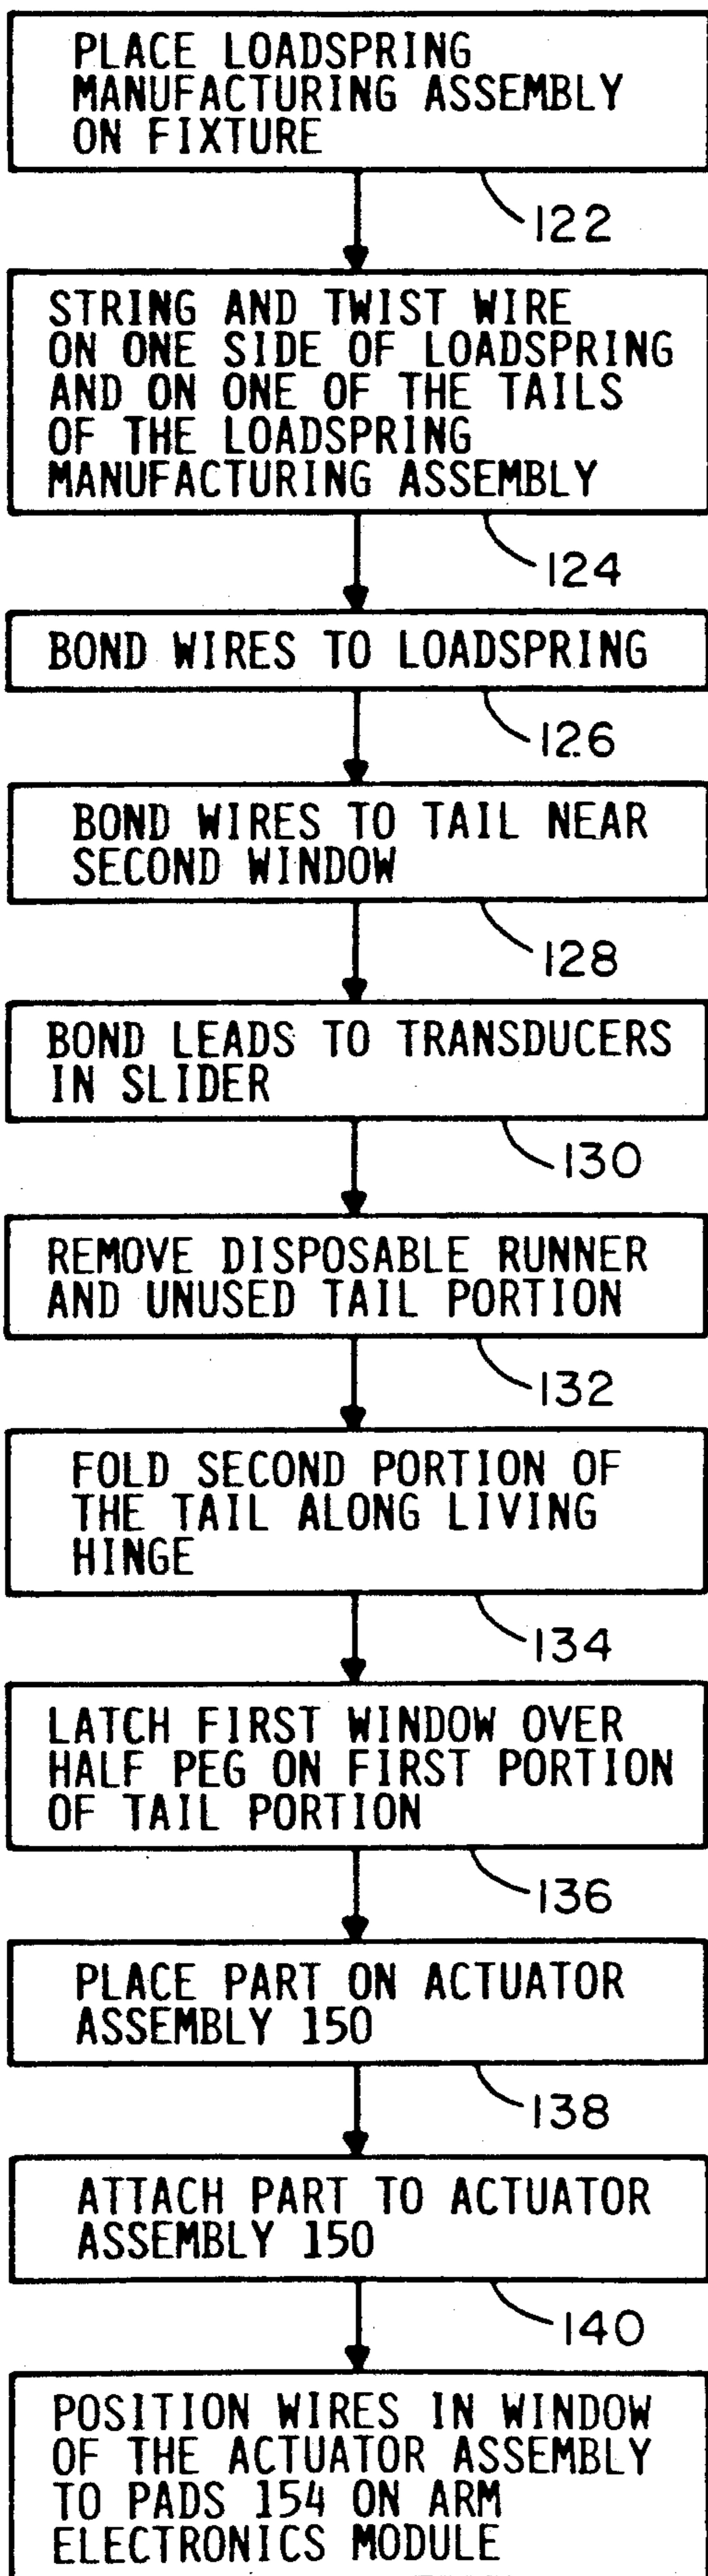 PLACE LOADSPRING
MANUFACTURING ASSEMBLY
ON FIXTURE
122
STRING AND TWIST WIRE
ON ONE SIDE OF LOADSPRING
AND ON ONE OF THE TAILS
OF THE LOADSPRING
MANUFACTURING ASSEMBLY
124
BOND WIRES TO LOADSPRING
126
BOND WIRES TO TAIL NEAR
SECOND WINDOW
128
BOND LEADS TO TRANSDUCERS
IN SLIDER
130
REMOVE DISPOSABLE RUNNER
AND UNUSED TAIL PORTION
132
FOLD SECOND PORTION OF
THE TAIL ALONG LIVING
HINGE
134
LATCH FIRST WINDOW OVER
HALF PEG ON FIRST PORTION
OF TAIL PORTION
136
PLACE PART ON ACTUATOR
ASSEMBLY 150
138
ATTACH PART TO ACTUATOR
ASSEMBLY 150
140
POSITION WIRES IN WINDOW
OF THE ACTUATOR ASSEMBLY
TO PADS 154 ON ARM
ELECTRONICS MODULE